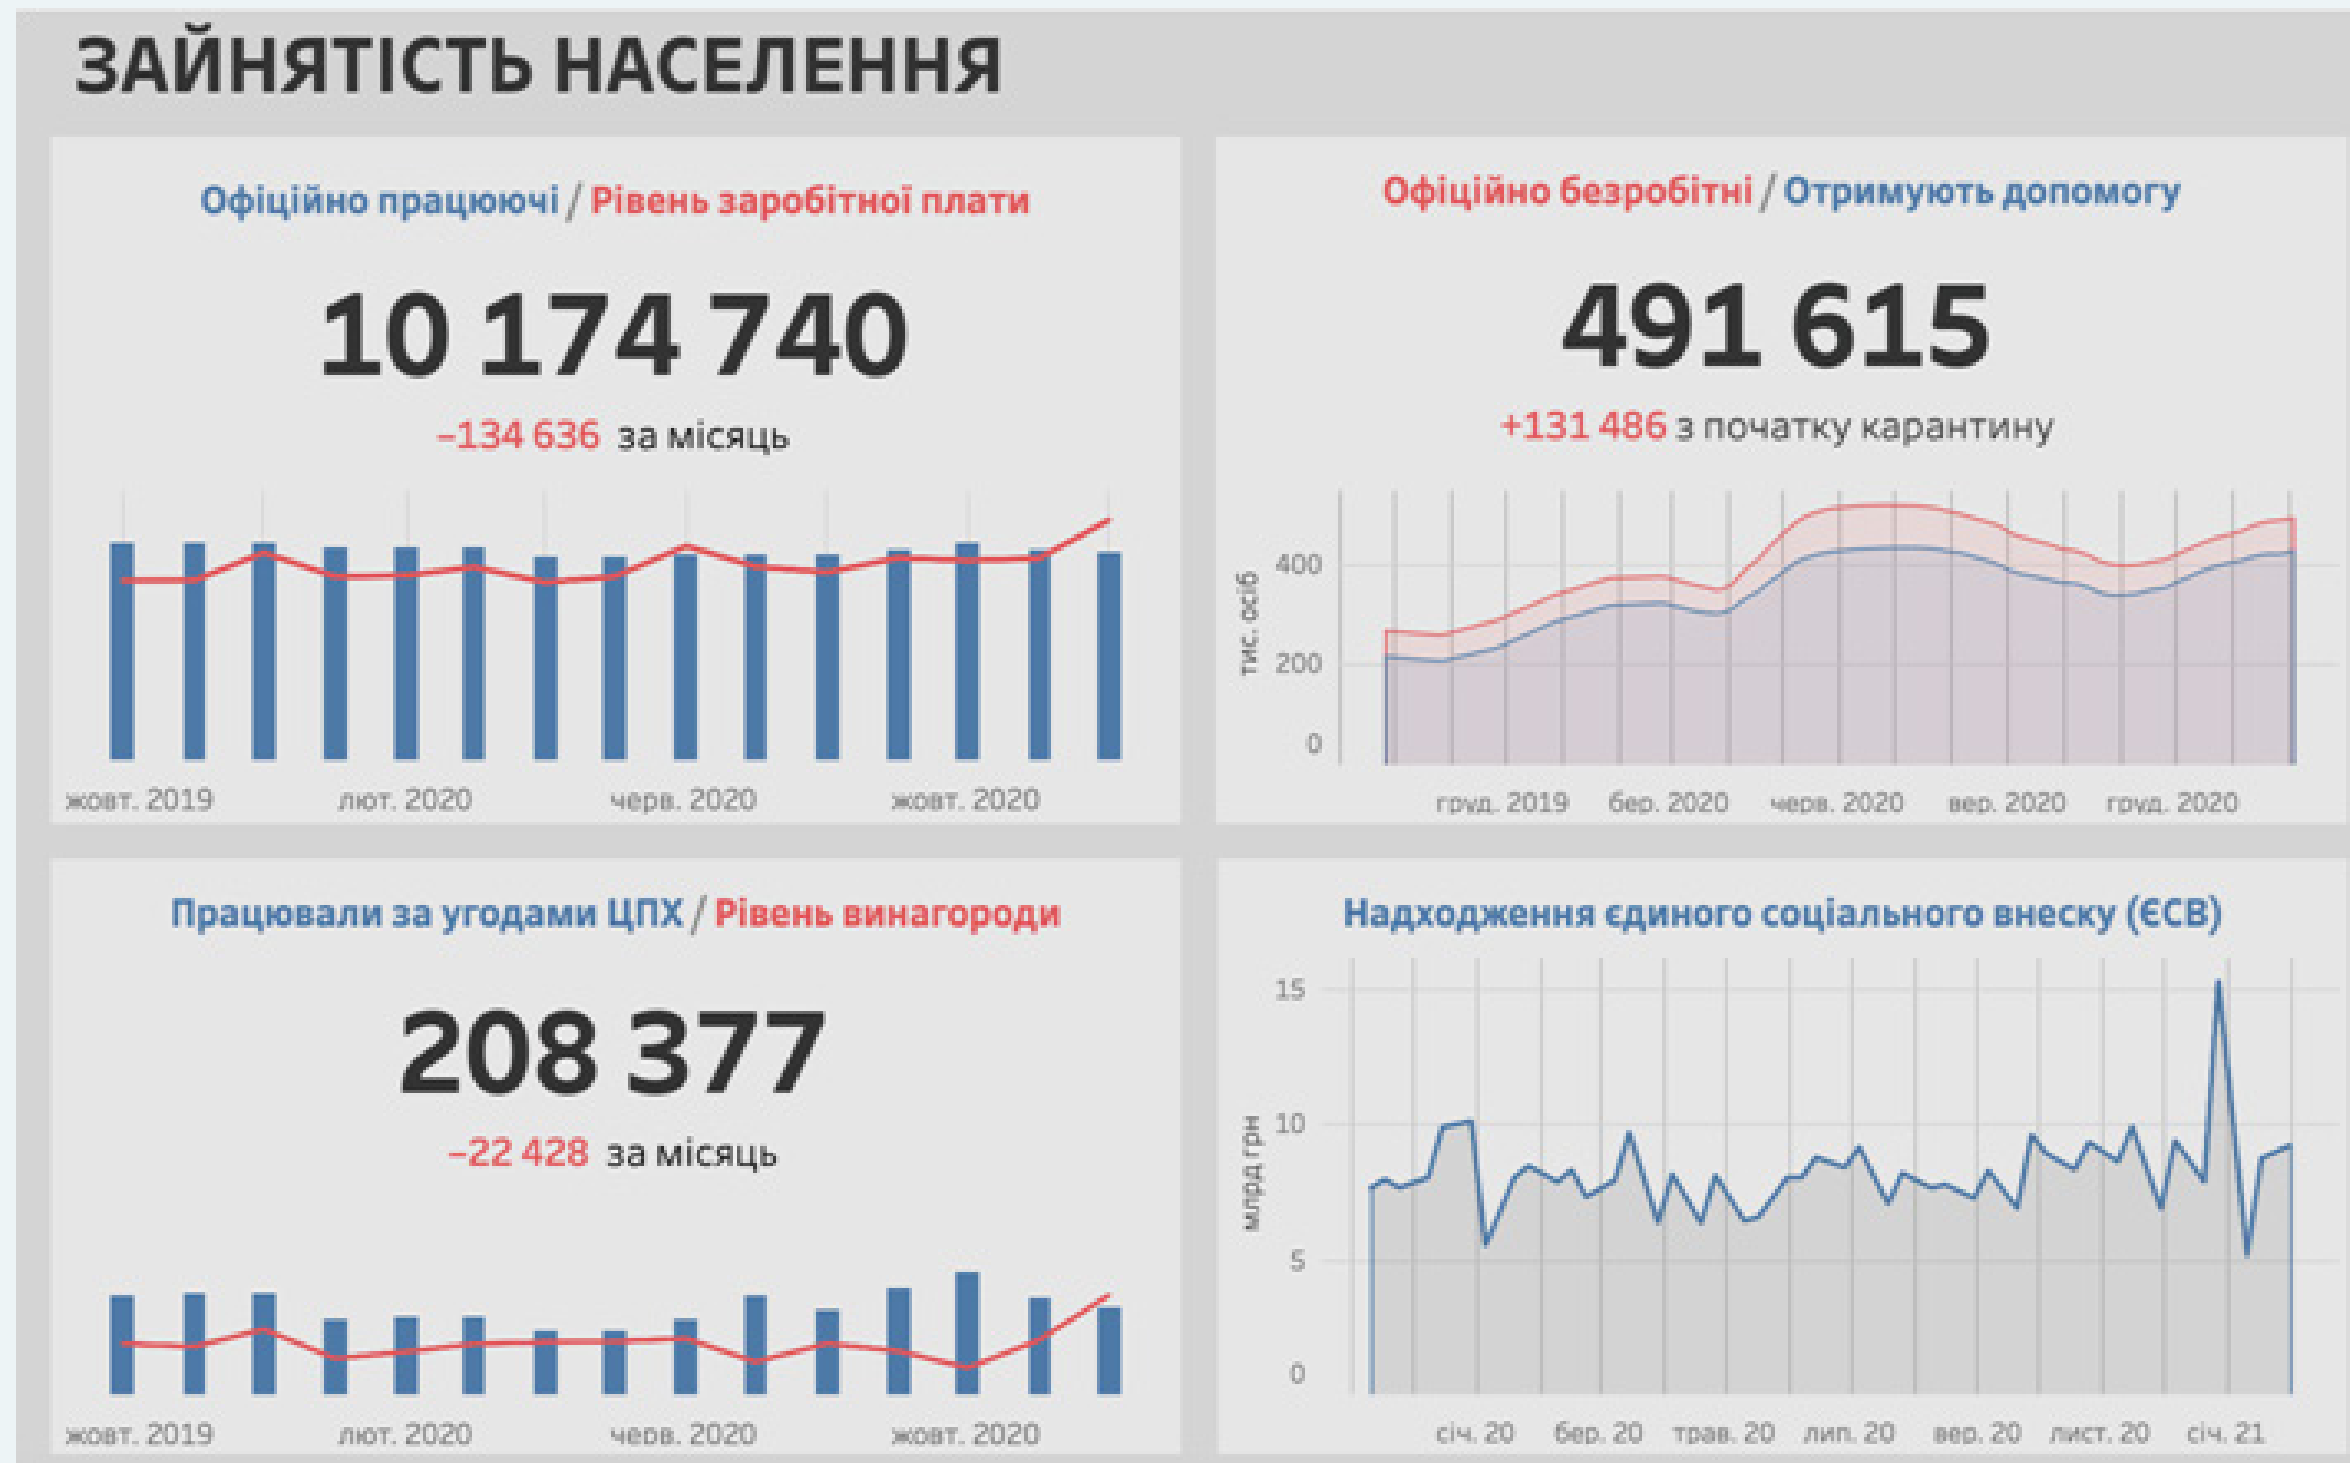 ЗАЙНЯТІСТЬ НАСЕЛЕННЯ
Офіційно працюючі / Рівень заробітної плати
10 174 740
–134 636 за місяць
жовт. 2019 лют. 2020 черв. 2020 жовт. 2020
Офіційно безробітні / Отримують допомогу
491 615
+131 486 з початку карантину
тис. осіб
400
200
0
груд. 2019 бер. 2020 черв. 2020 вер. 2020 груд. 2020
Працювали за угодами ЦПХ / Рівень винагороди
208 377
–22 428 за місяць
жовт. 2019 лют. 2020 черв. 2020 жовт. 2020
Надходження єдиного соціального внеску (ЄСВ)
млрд грн
15
10
5
0
січ. 20 бер. 20 трав. 20 лип. 20 вер. 20 лист. 20 січ. 21